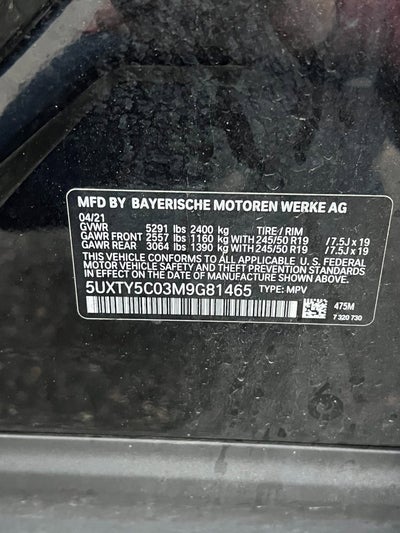 MFD BY BAYERISCHE MOTOREN WERKE AG
04/21
GVWR 5291 lbs 2400 kg TIRE / RIM
GAWR FRONT 2557 lbs 1160 kg WITH 245/50 R19 / 7.5J x 19
GAWR REAR 3064 lbs 1390 kg WITH 245/50 R19 / 7.5J x 19
THIS VEHICLE CONFORMS TO ALL APPLICABLE U. S. FEDERAL
MOTOR VEHICLE SAFETY AND THEFT PREVENTION STANDARDS
IN EFFECT ON THE DATE OF MANUFACTURE SHOWN ABOVE.
5UXTY5C03M9G81465 TYPE: MPV
475M
7 320 730